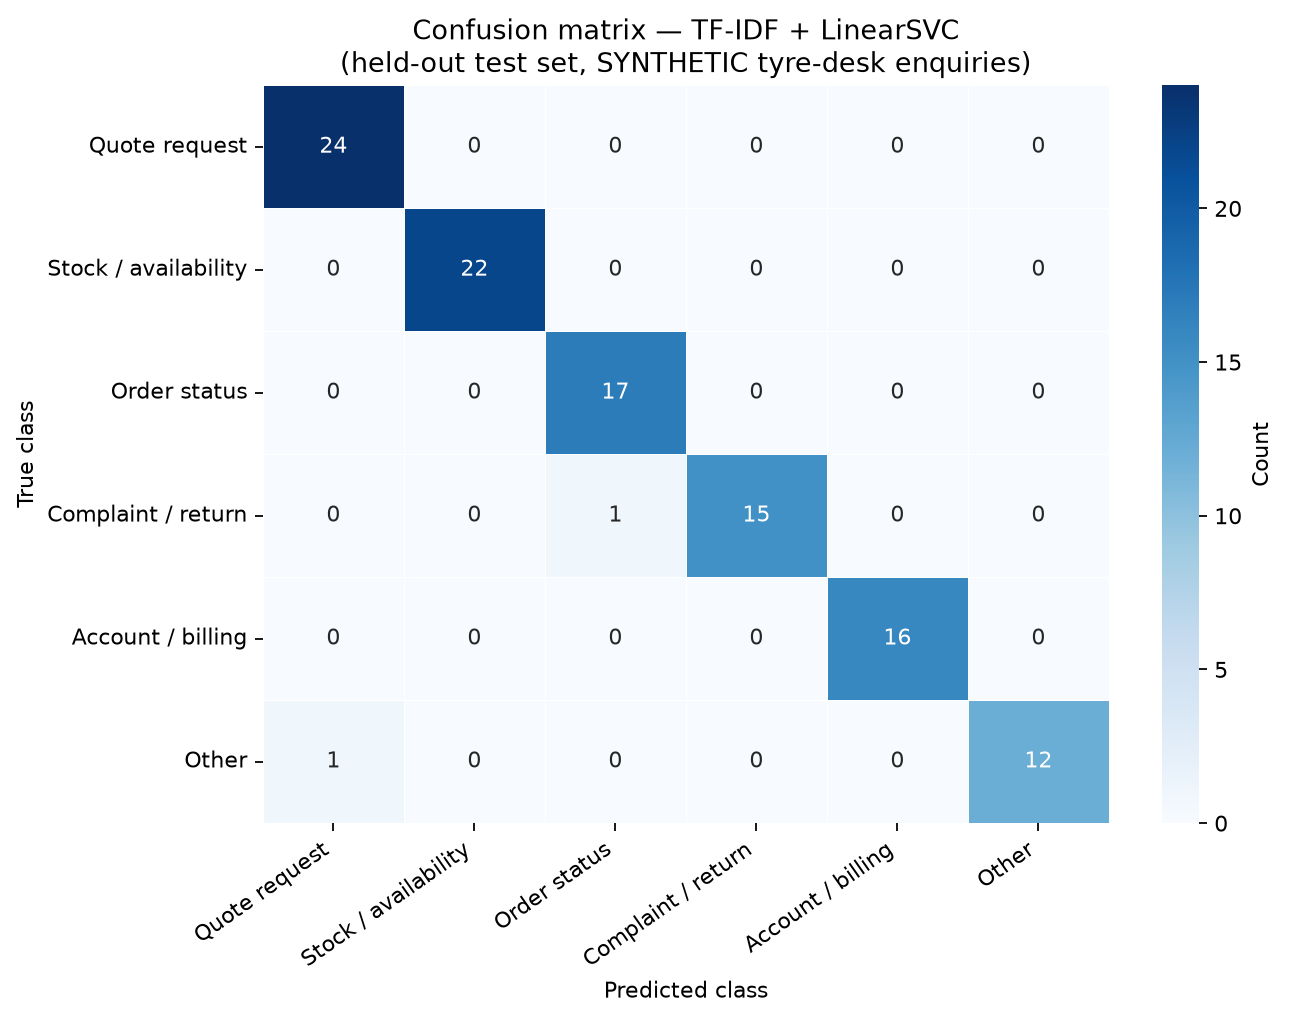 Confusion matrix — TF-IDF + LinearSVC
(held-out test set, SYNTHETIC tyre-desk enquiries)
True class
Quote request 24 0 0 0 0 0
Stock / availability 0 22 0 0 0 0
Order status 0 0 17 0 0 0
Complaint / return 0 0 1 15 0 0
Account / billing 0 0 0 0 16 0
Other 1 0 0 0 0 12
Quote request
Stock / availability
Order status
Complaint / return
Account / billing
Other
Predicted class
20
15
10
5
0
Count